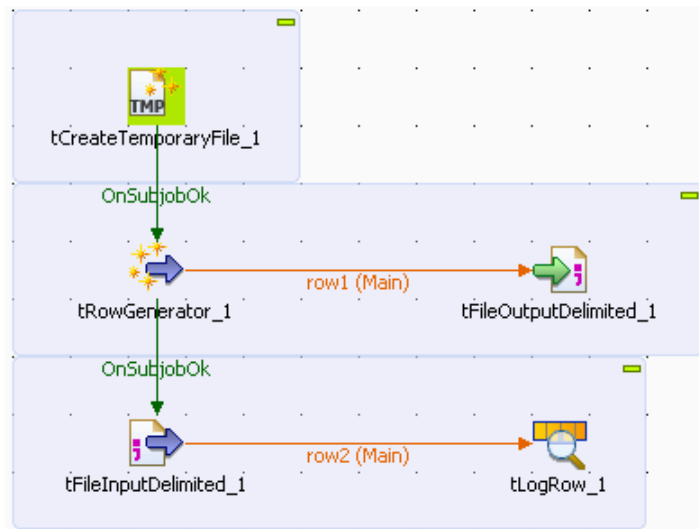 TMP
tCreateTemporaryFile_1
OnSubjobOk
tRowGenerator_1
row1 (Main)
tFileOutputDelimited_1
OnSubjobOk
tFileInputDelimited_1
row2 (Main)
tLogRow_1